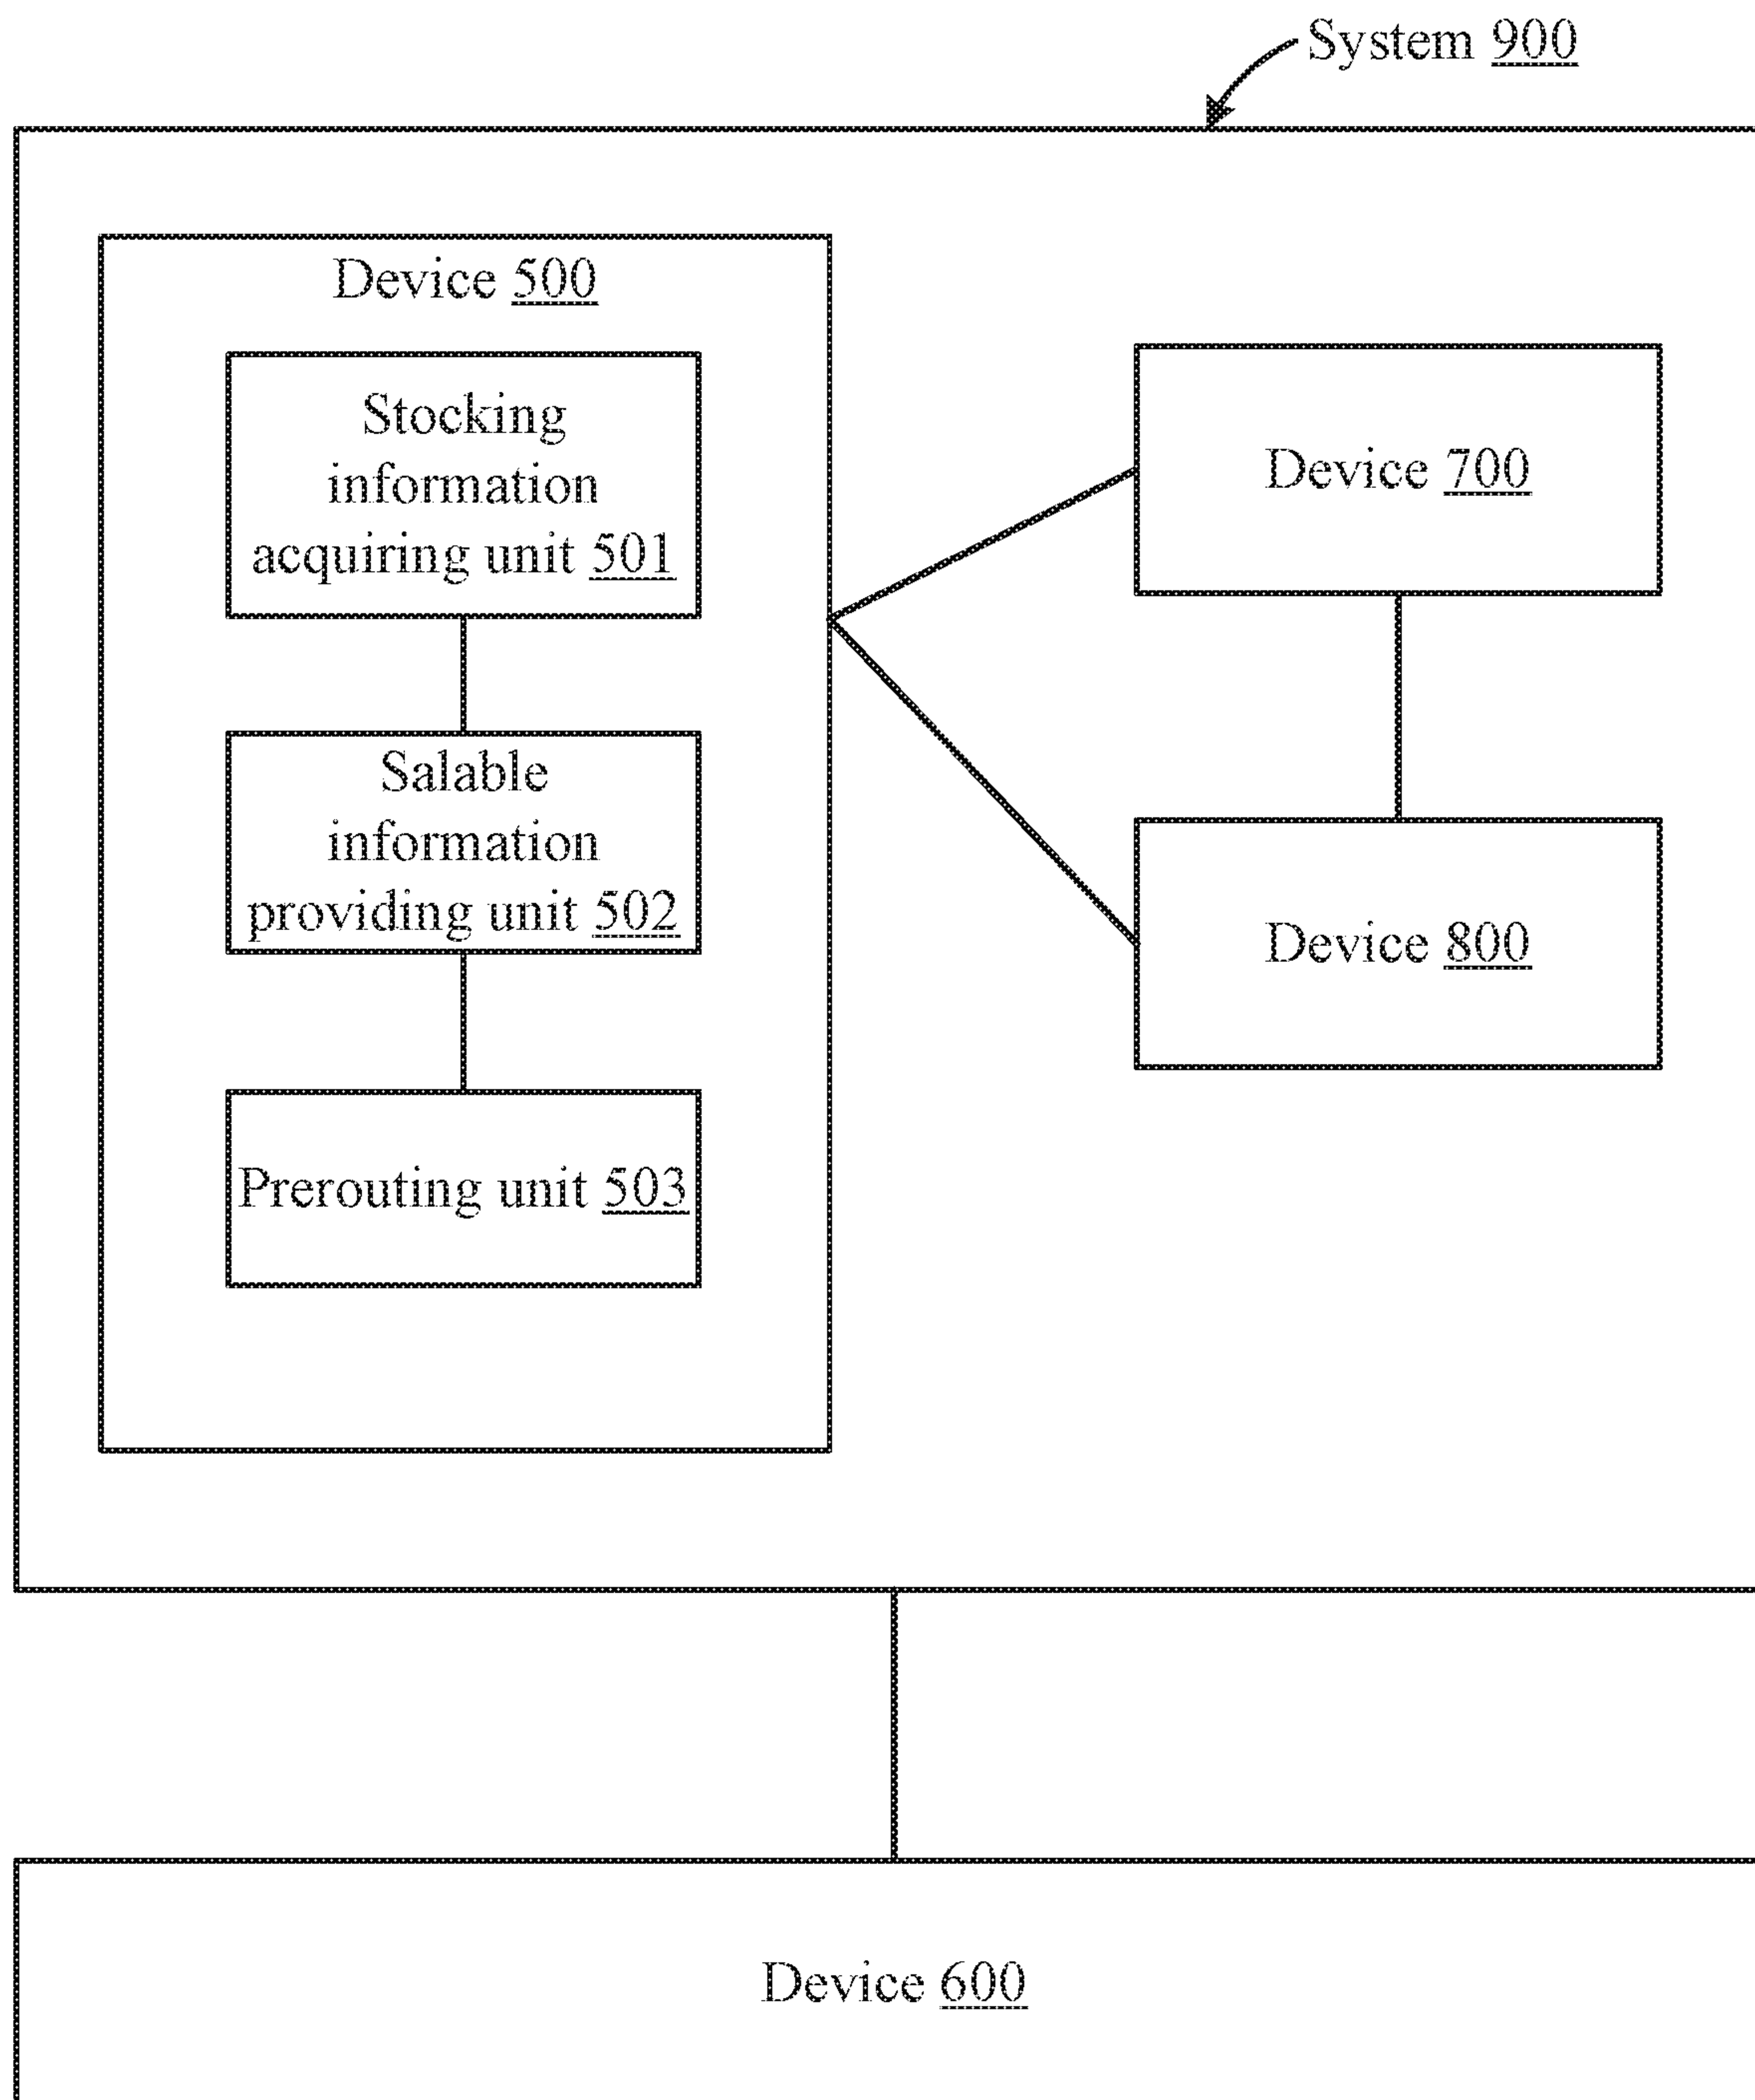 System 900
Device 500
Stocking
information
acquiring unit 501
Salable
information
providing unit 502
Prerouting unit 503
Device 700
Device 800
Device 600